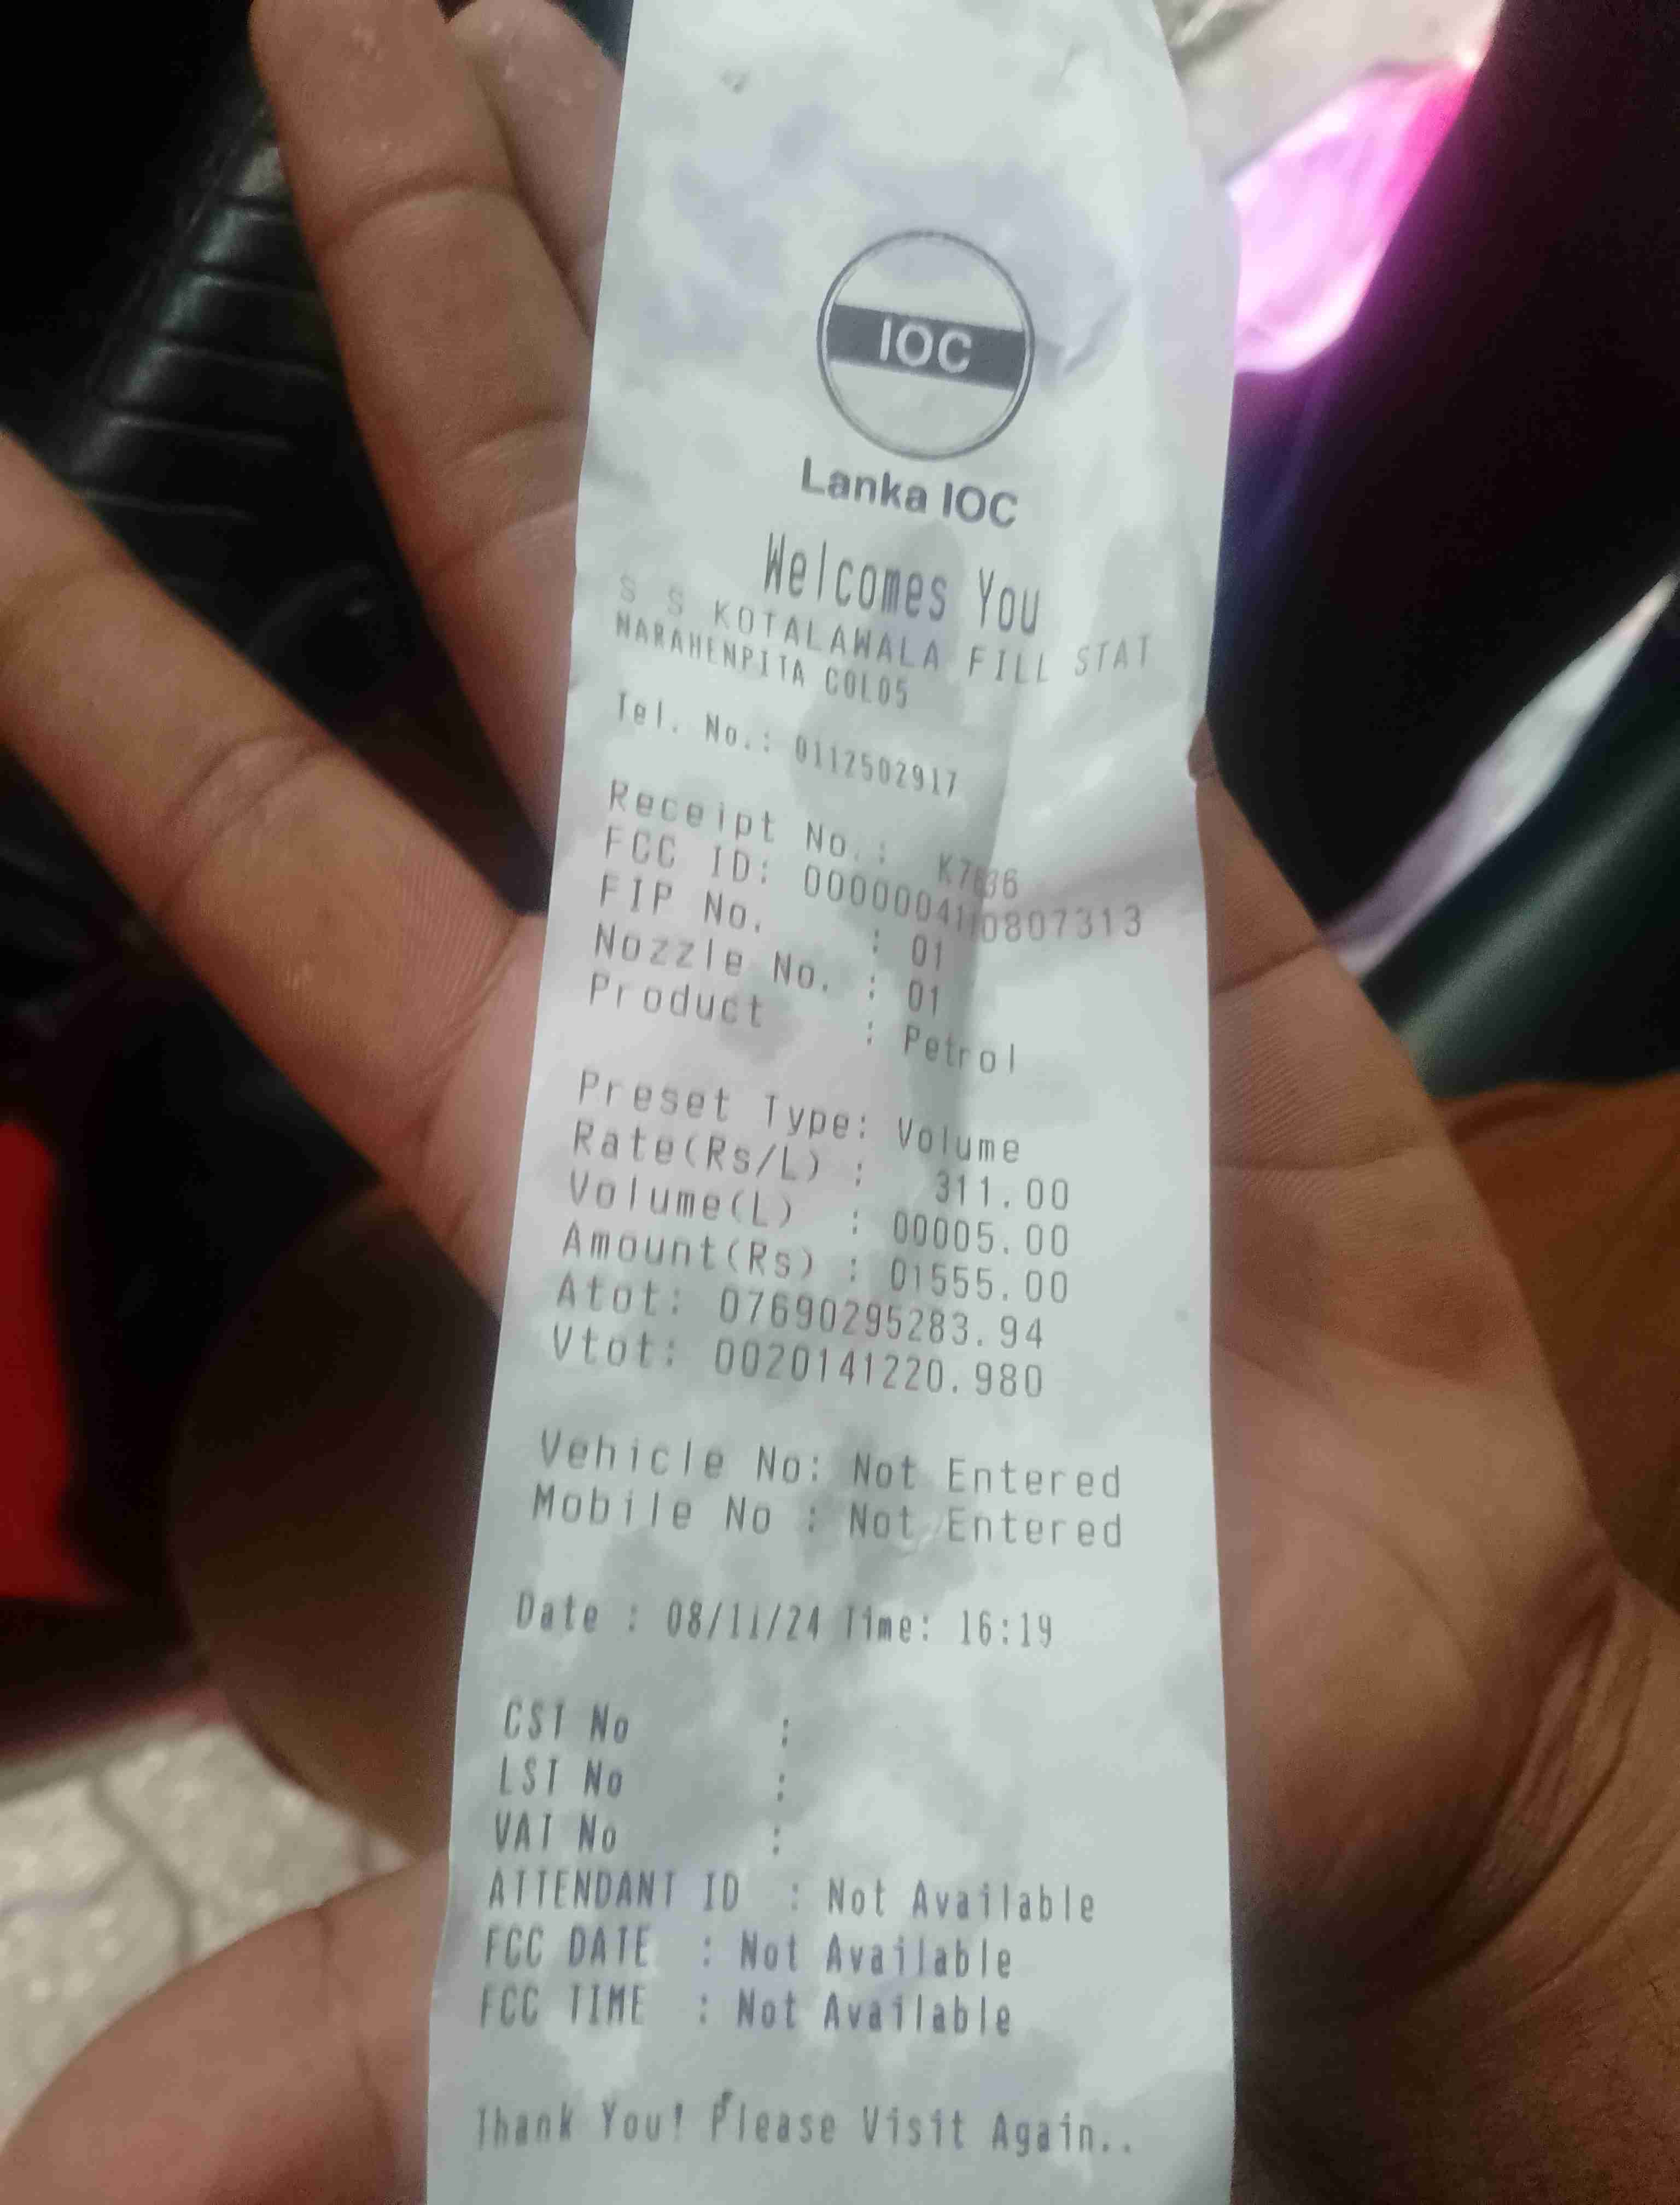 IOC
Lanka IOC
Welcomes You
S S KOTALAWALA FILL STAT
NARAHENPITA COL05
Tel. No.: 0112502917
Receipt No.:
FCC ID:
FIP No. : 01
Nozzle No. : 01
Product : Petrol
Preset Type: Volume
Rate(Rs/L) : 311.00
Volume(L) : 00005.00
Amount(Rs) : 01555.00
Atot: 07690295283.94
Vtot: 0020141220.980
Vehicle No: Not Entered
Mobile No : Not Entered
Date : 08/11/24 Time: 16:19
CST No :
LST No :
VAT No :
ATTENDANT ID : Not Available
FCC DATE : Not Available
FCC TIME : Not Available
Thank You! Please Visit Again..